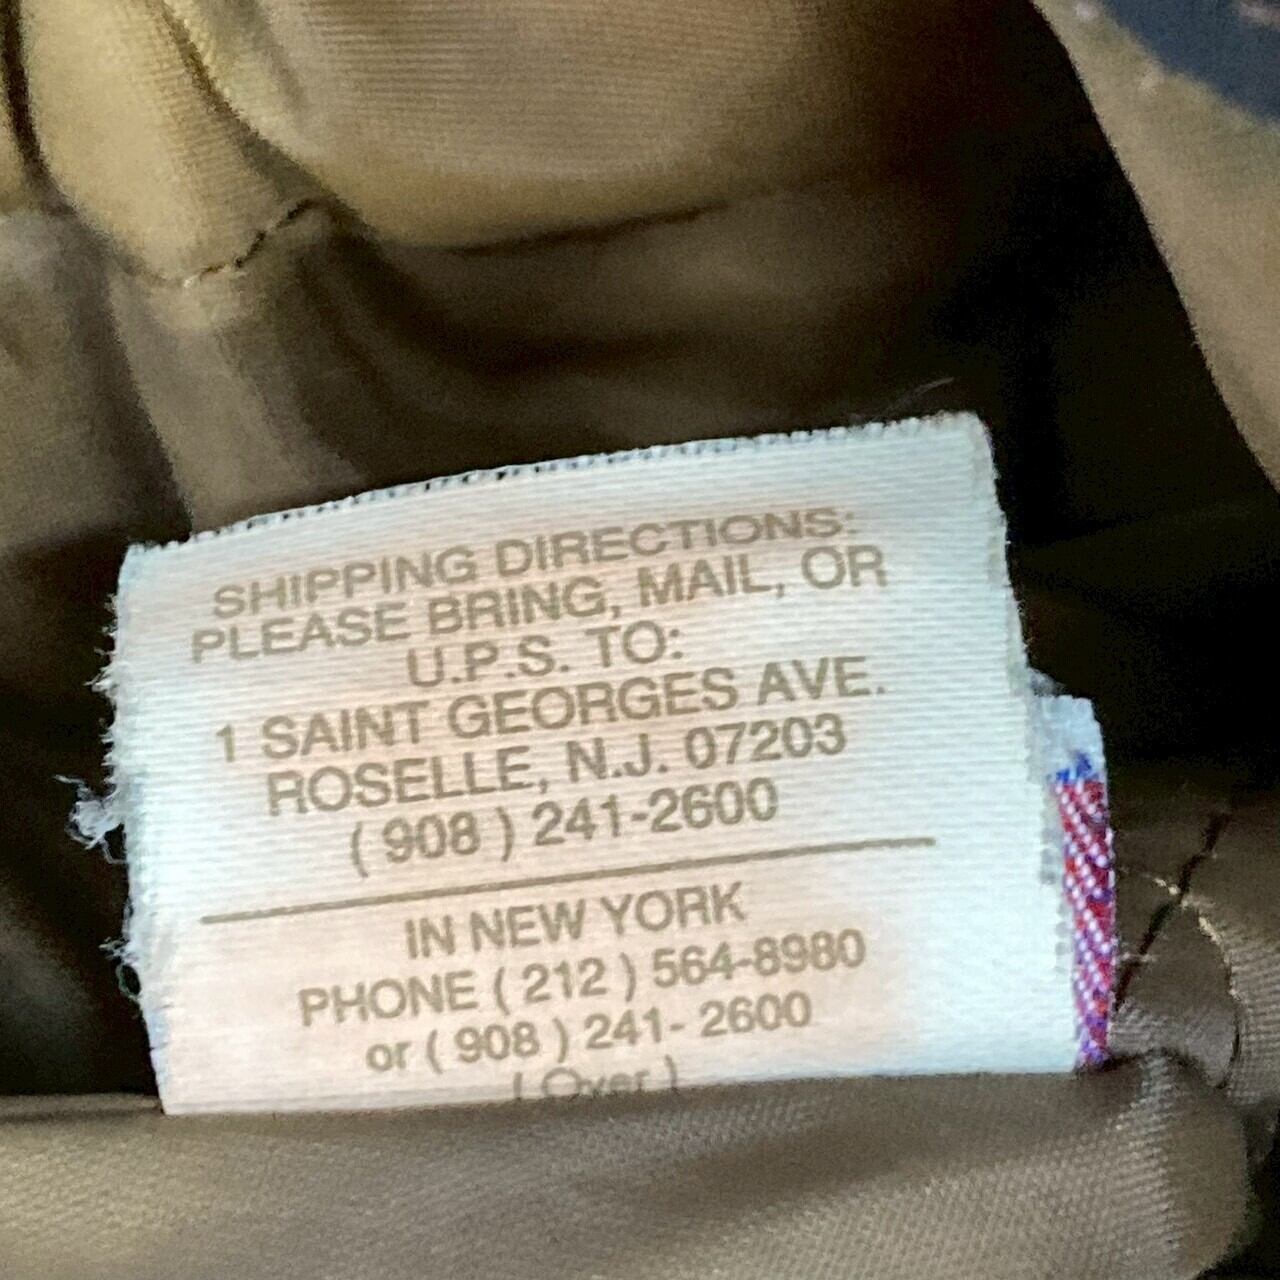 SHIPPING DIRECTIONS:
PLEASE BRING, MAIL, OR
U.P.S. TO:
1 SAINT GEORGES AVE.
ROSELLE, N.J. 07203
( 908 ) 241-2600
IN NEW YORK
PHONE ( 212 ) 564-8980
or ( 908 ) 241- 2600
( Over )